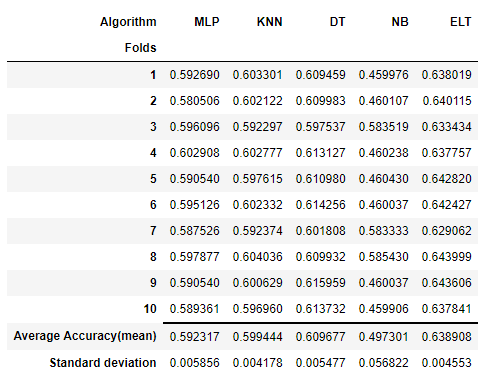 Algorithm MLP KNN DT NB ELT
Folds
1 0.592690 0.603301 0.609459 0.459976 0.638019
2 0.580506 0.602122 0.609983 0.460107 0.640115
3 0.596096 0.592297 0.597537 0.583519 0.633434
4 0.602908 0.602777 0.613127 0.460238 0.637757
5 0.590540 0.597615 0.610980 0.460430 0.642820
6 0.595126 0.602332 0.614256 0.460037 0.642427
7 0.587526 0.592374 0.601808 0.583333 0.629062
8 0.597877 0.604036 0.609932 0.585430 0.643999
9 0.590540 0.600629 0.615959 0.460037 0.643606
10 0.589361 0.596960 0.613732 0.459906 0.637841
Average Accuracy(mean) 0.592317 0.599444 0.609677 0.497301 0.638908
Standard deviation 0.005856 0.004178 0.005477 0.056822 0.004553